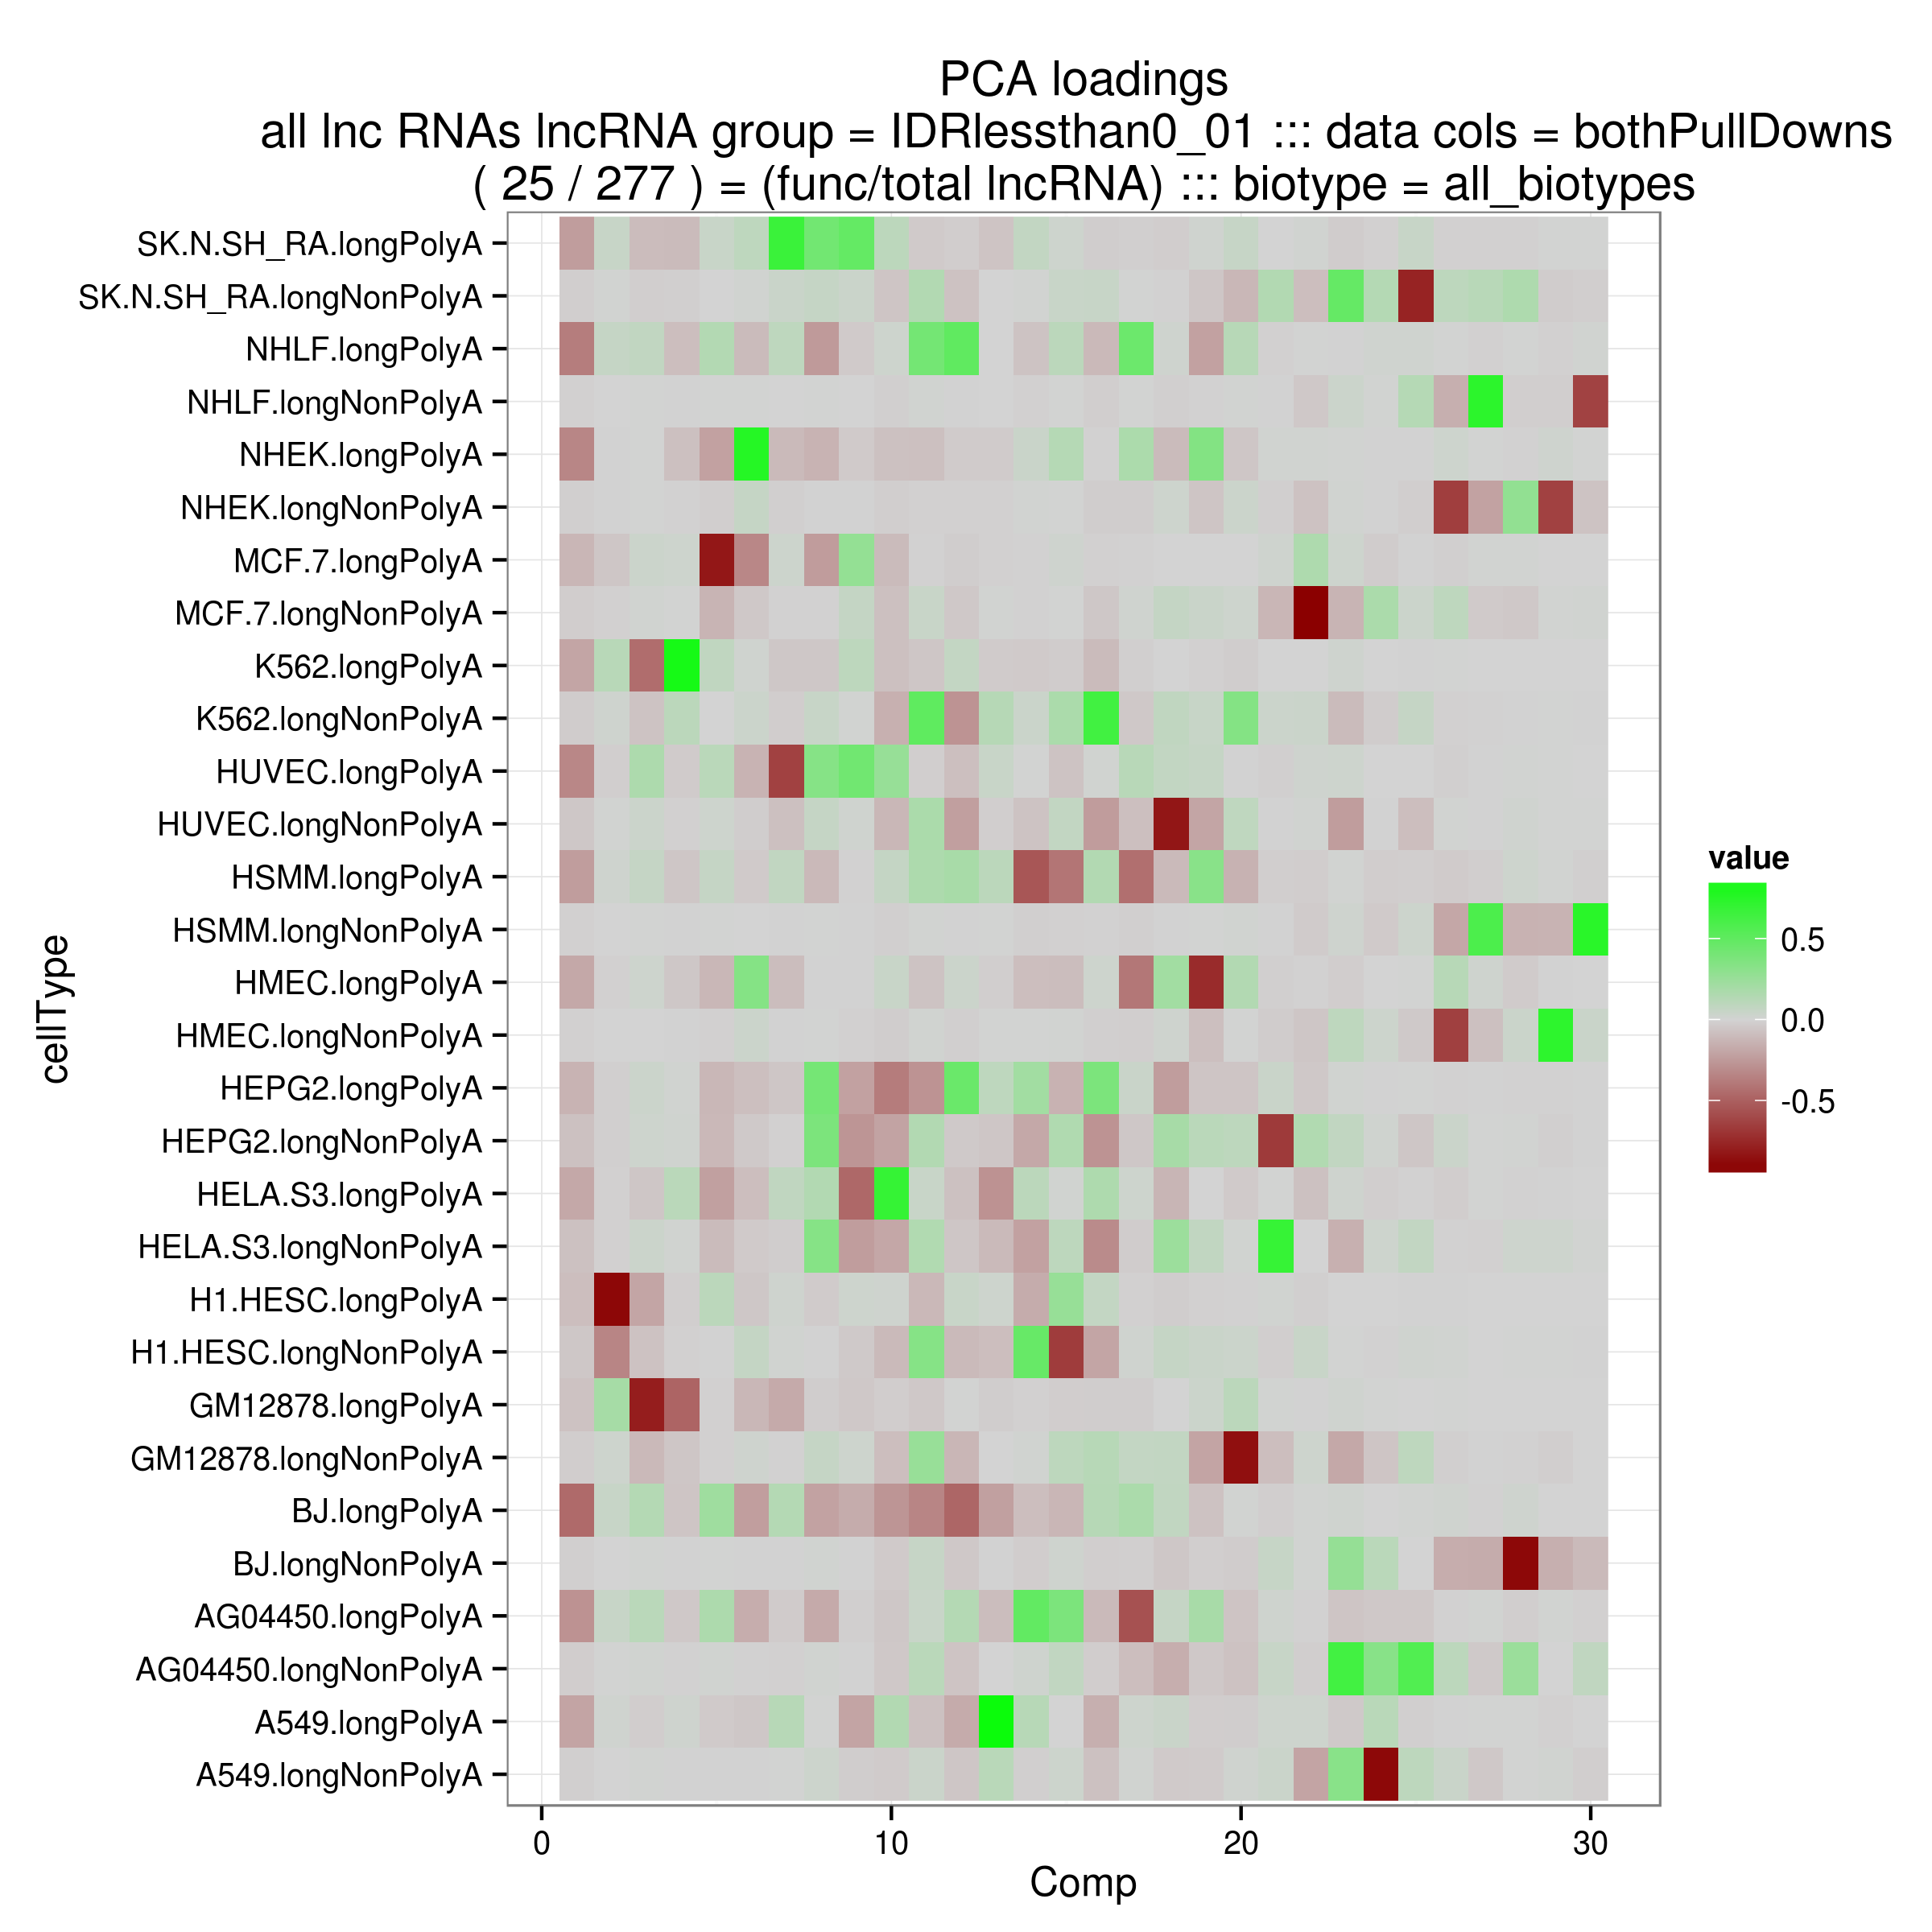 PCA loadings
all lnc RNAs lncRNA group = IDRlessthan0_01 ::: data cols = bothPullDowns
( 25 / 277 ) = (func/total lncRNA) ::: biotype = all_biotypes
cellType
SK.N.SH_RA.longPolyA
SK.N.SH_RA.longNonPolyA
NHLF.longPolyA
NHLF.longNonPolyA
NHEK.longPolyA
NHEK.longNonPolyA
MCF.7.longPolyA
MCF.7.longNonPolyA
K562.longPolyA
K562.longNonPolyA
HUVEC.longPolyA
HUVEC.longNonPolyA
HSMM.longPolyA
HSMM.longNonPolyA
HMEC.longPolyA
HMEC.longNonPolyA
HEPG2.longPolyA
HEPG2.longNonPolyA
HELA.S3.longPolyA
HELA.S3.longNonPolyA
H1.HESC.longPolyA
H1.HESC.longNonPolyA
GM12878.longPolyA
GM12878.longNonPolyA
BJ.longPolyA
BJ.longNonPolyA
AG04450.longPolyA
AG04450.longNonPolyA
A549.longPolyA
A549.longNonPolyA
0 10 20 30
Comp
value
0.5
0.0
-0.5